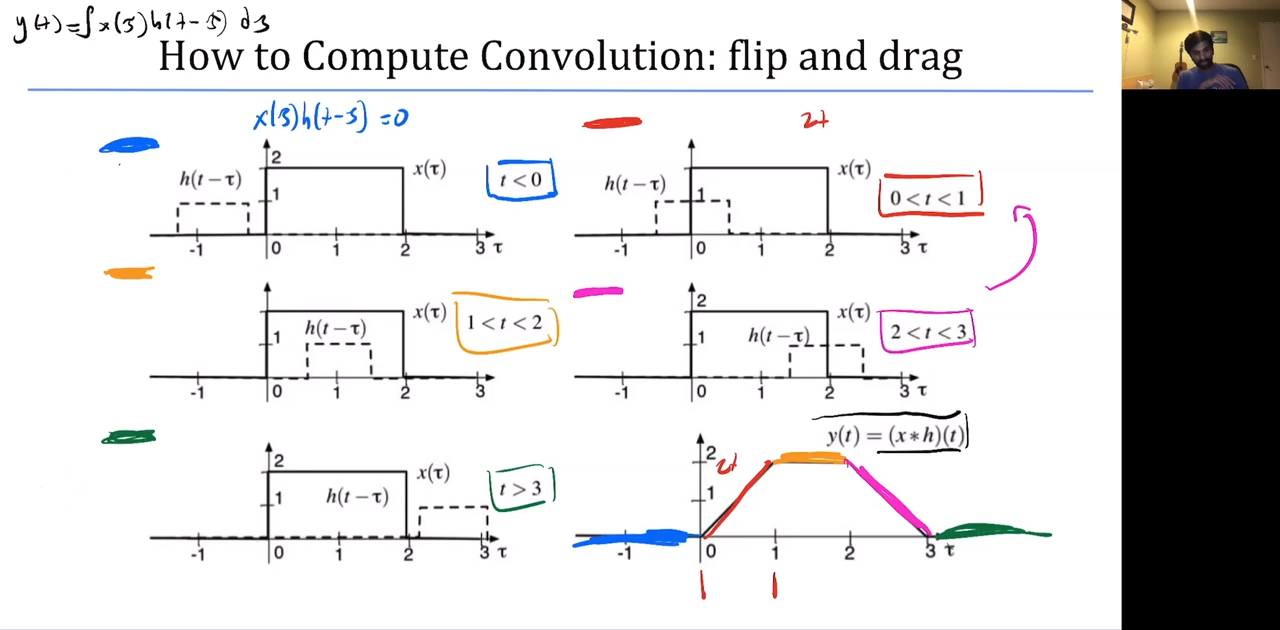 y(t)=∫x(τ)h(t-τ) dτ
How to Compute Convolution: flip and drag
x(τ)h(t-τ) =0
2t
2
h(t − τ)
1
x(τ)
t < 0
-1 0 1 2 3 τ
h(t − τ)
1
x(τ)
0 < t < 1
-1 0 1 2 3 τ
1
h(t − τ)
x(τ)
1 < t < 2
-1 0 1 2 3
2
1
h(t − τ)
x(τ)
2 < t < 3
-1 0 1 2 3 τ
2
1
h(t − τ)
x(τ)
t > 3
-1 0 1 2 3 τ
y(t) = (x∗h)(t)
2
2t
1
-1 0 1 2 3 τ